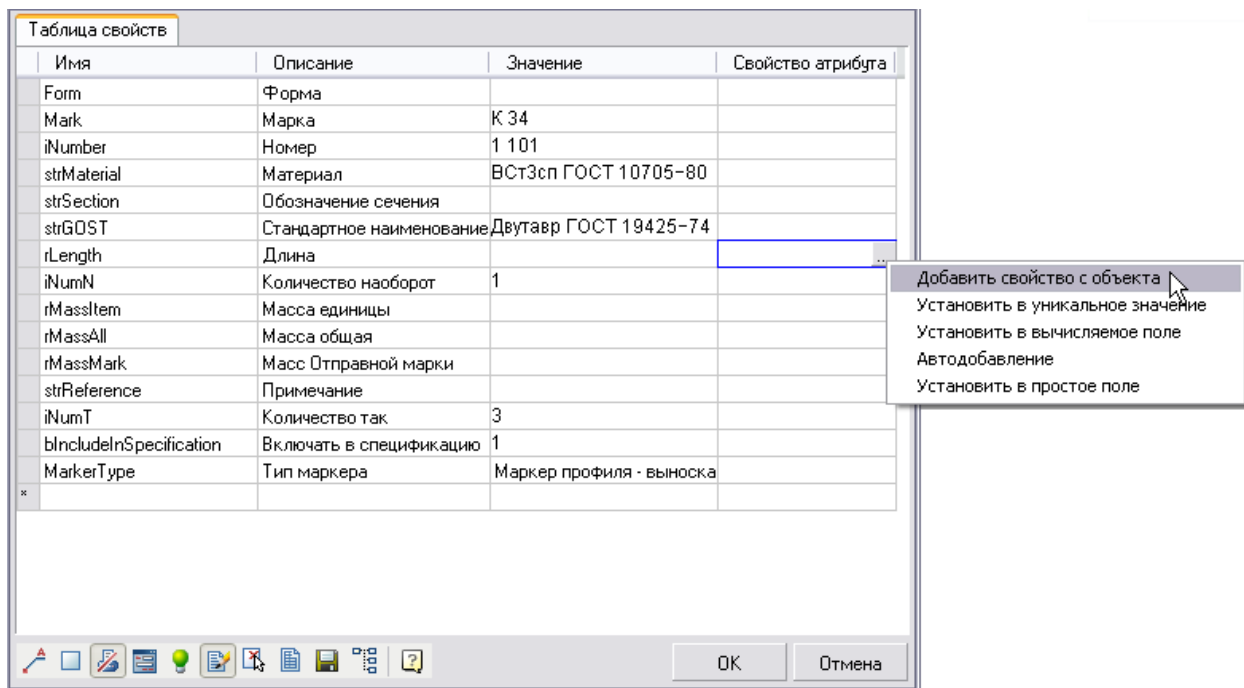 Таблица свойств
Имя Описание Значение Свойство атрибута
Form Форма
Mark Марка К 34
iNumber Номер 1 101
strMaterial Материал ВСт3сп ГОСТ 10705-80
strSection Обозначение сечения
strGOST Стандартное наименование Двутавр ГОСТ 19425-74
rLength Длина ...
Добавить свойство с объекта
iNumN Количество наоборот 1
Установить в уникальное значение
rMassItem Масса единицы
Установить в вычисляемое поле
rMassAll Масса общая
Автодобавление
rMassMark Масс Отправной марки
Установить в простое поле
strReference Примечание
iNumT Количество так 3
bIncludeInSpecification Включать в спецификацию 1
MarkerType Тип маркера Маркер профиля - выноска
*
OK Отмена